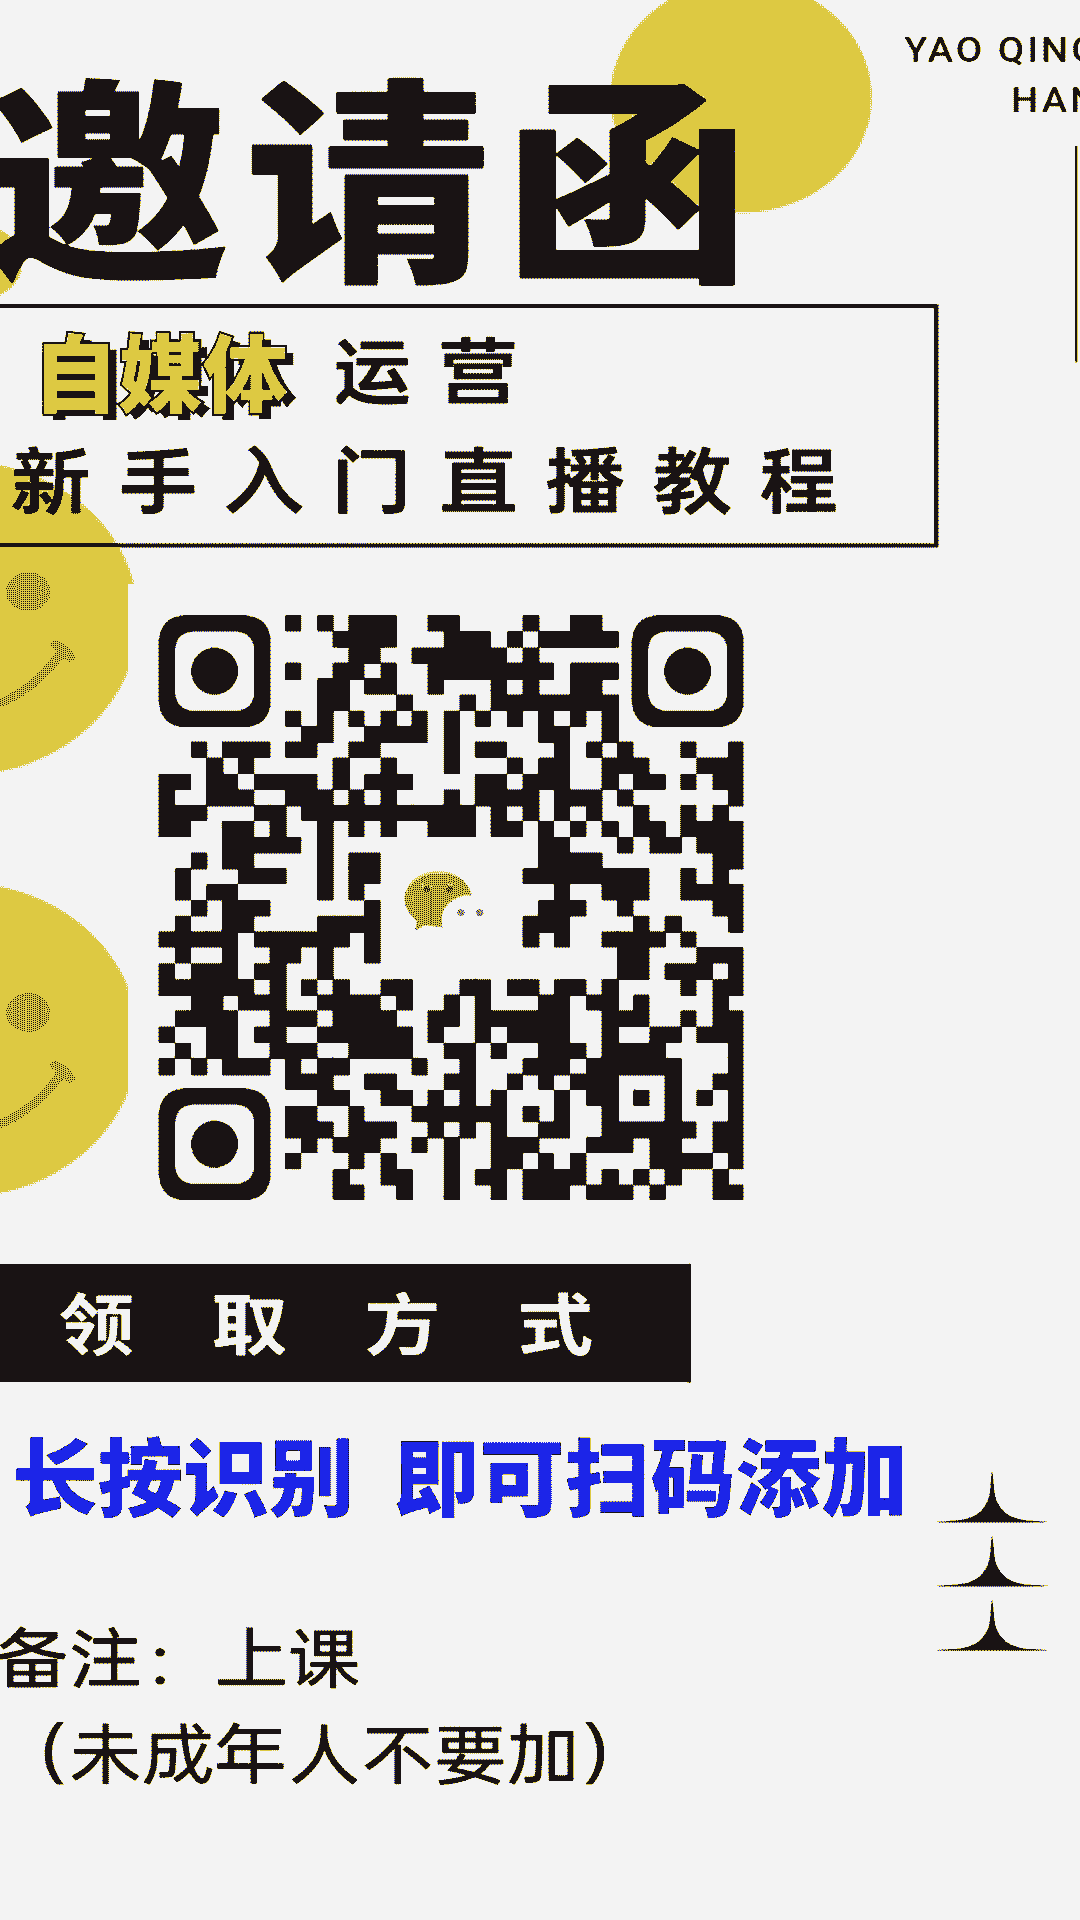 YAO QING
HAN
邀请函
自媒体 运营
新手入门直播教程
领取方式
长按识别 即可扫码添加
备注：上课
（未成年人不要加）